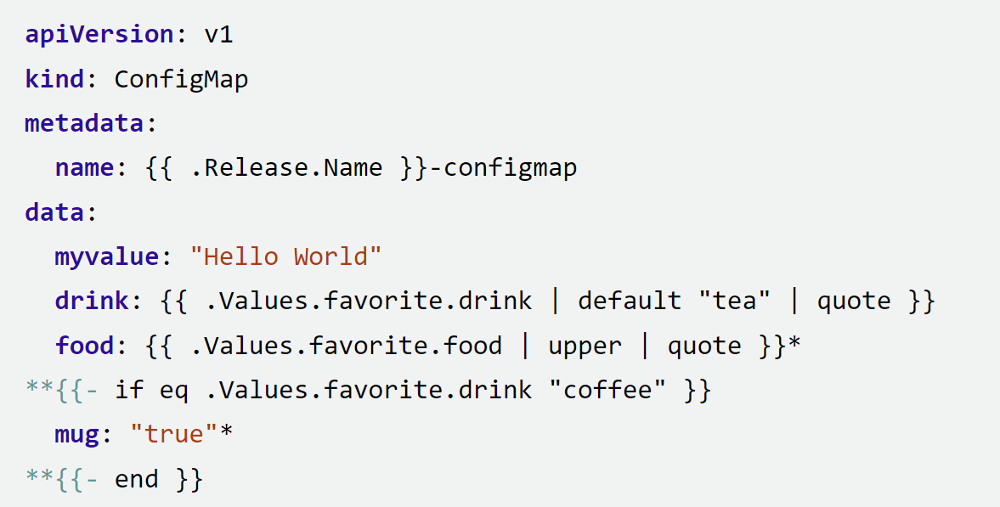 apiVersion: v1
kind: ConfigMap
metadata:
  name: {{ .Release.Name }}-configmap
data:
  myvalue: "Hello World"
  drink: {{ .Values.favorite.drink | default "tea" | quote }}
  food: {{ .Values.favorite.food | upper | quote }}*
**{{- if eq .Values.favorite.drink "coffee" }}
  mug: "true"*
**{{- end }}